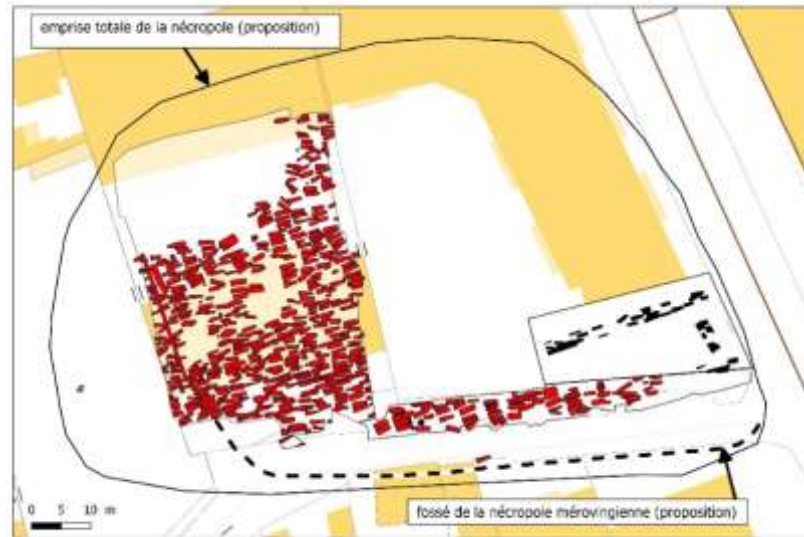 emprise totale de la nécropole (proposition)
0 5 10 m
fossé de la nécropole mérovingienne (proposition)